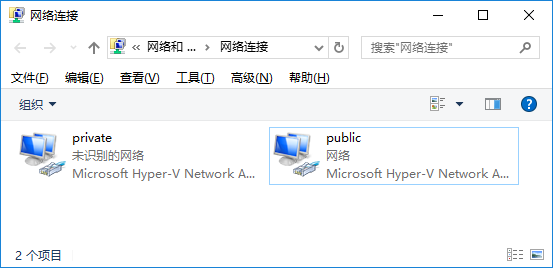 网络连接
« 网络和 ... > 网络连接
搜索"网络连接"
文件(F) 编辑(E) 查看(V) 工具(T) 高级(N) 帮助(H)
组织
private
未识别的网络
Microsoft Hyper-V Network A...
public
网络
Microsoft Hyper-V Network A...
2 个项目